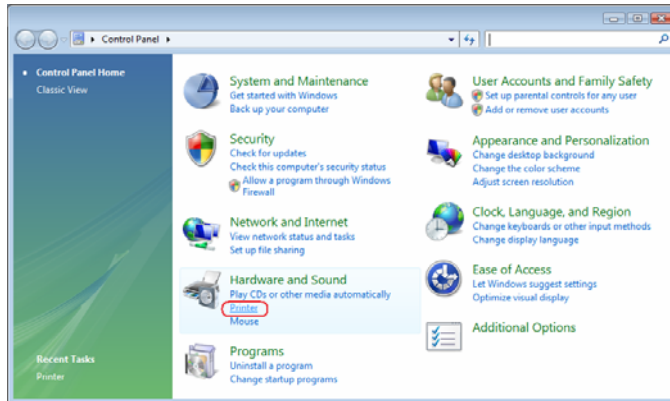 Control Panel
Control Panel Home
Classic View
System and Maintenance
Get started with Windows
Back up your computer
Security
Check for updates
Check this computer's security status
Allow a program through Windows
Firewall
Network and Internet
View network status and tasks
Set up file sharing
Hardware and Sound
Play CDs or other media automatically
Printer
Mouse
Programs
Uninstall a program
Change startup programs
User Accounts and Family Safety
Set up parental controls for any user
Add or remove user accounts
Appearance and Personalization
Change desktop background
Change the color scheme
Adjust screen resolution
Clock, Language, and Region
Change keyboards or other input methods
Change display language
Ease of Access
Let Windows suggest settings
Optimize visual display
Additional Options
Recent Tasks
Printer